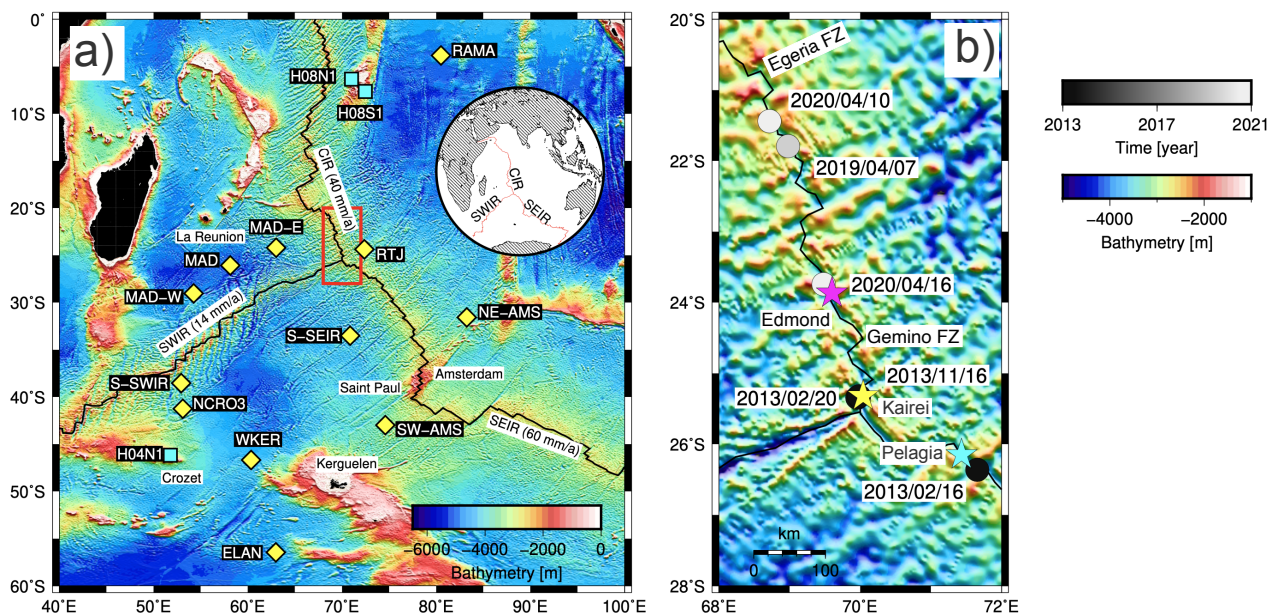 a)
0°
10°S
20°S
30°S
40°S
50°S
60°S
40°E
50°E
60°E
70°E
80°E
90°E
100°E
RAMA
H08N1
H08S1
CIR (40 mm/a)
CIR
SWIR
SEIR
MAD-E
La Reunion
MAD
RTJ
MAD-W
SWIR (14 mm/a)
NE-AMS
S-SEIR
S-SWIR
Saint Paul
Amsterdam
NCRO3
SW-AMS
WKER
SEIR (60 mm/a)
H04N1
Crozet
Kerguelen
ELAN
−6000
−4000
−2000
0
Bathymetry [m]
b)
20°S
22°S
24°S
26°S
28°S
68°E
70°E
72°E
Egeria FZ
2020/04/10
2019/04/07
2020/04/16
Edmond
Gemino FZ
2013/11/16
2013/02/20
Kairei
Pelagia
2013/02/16
km
0
100
2013
2017
2021
Time [year]
−4000
−2000
Bathymetry [m]